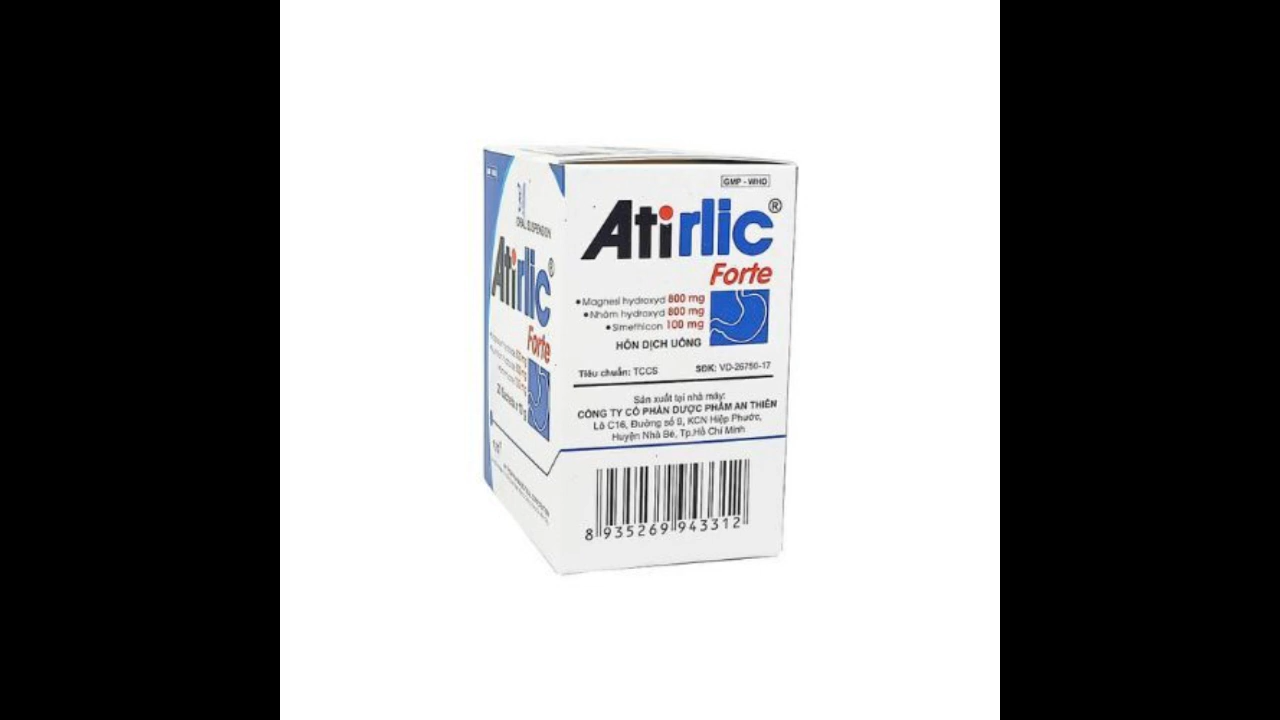 GMP - WHO
Atirlic®
Forte
• Magnesi hydroxyd 800 mg
• Nhôm hydroxyd 800 mg
• Simethicon 100 mg
HỖN DỊCH UỐNG
Tiêu chuẩn: TCCS SĐK: VD-26750-17
Sản xuất tại nhà máy:
CÔNG TY CỔ PHẦN DƯỢC PHẨM AN THIÊN
Lô C16, Đường số 9, KCN Hiệp Phước,
Huyện Nhà Bè, Tp.Hồ Chí Minh
8 935269 943312
ORAL SUSPENSION
Atirlic®
Forte